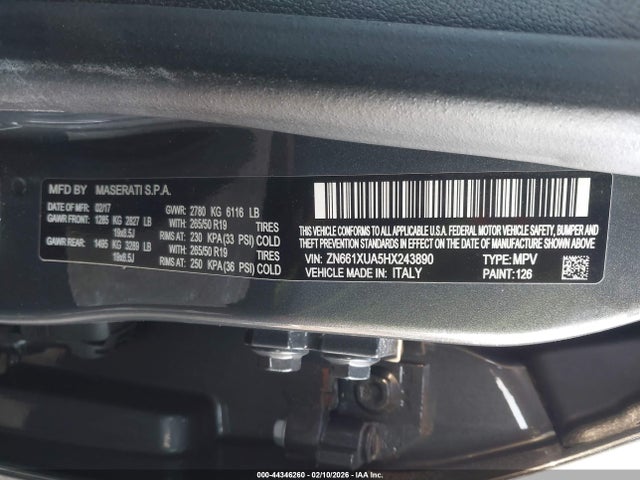 MFD BY MASERATI S.P.A.
DATE OF MFR: 02/17 GVWR: 2780 KG 6116 LB
GAWR FRONT: 1285 KG 2827 LB 265/50 R19 TIRES
19x8.5J RIMS AT: 230 KPA (33 PSI) COLD
GAWR REAR: 1495 KG 3289 LB 265/50 R19 TIRES
19x8.5J RIMS AT: 250 KPA (36 PSI) COLD
THIS VEHICLE CONFORMS TO ALL APPLICABLE U.S.A. FEDERAL MOTOR VEHICLE SAFETY, BUMPER AND
THEFT PREVENTION STANDARDS IN EFFECT ON THE DATE OF MANUFACTURE SHOWN ABOVE.
VIN: ZN661XUA5HX243890 TYPE: MPV
VEHICLE MADE IN: ITALY PAINT: 126
000-44346260 - 02/10/2026 - COPYRIGHT IAA, LLC